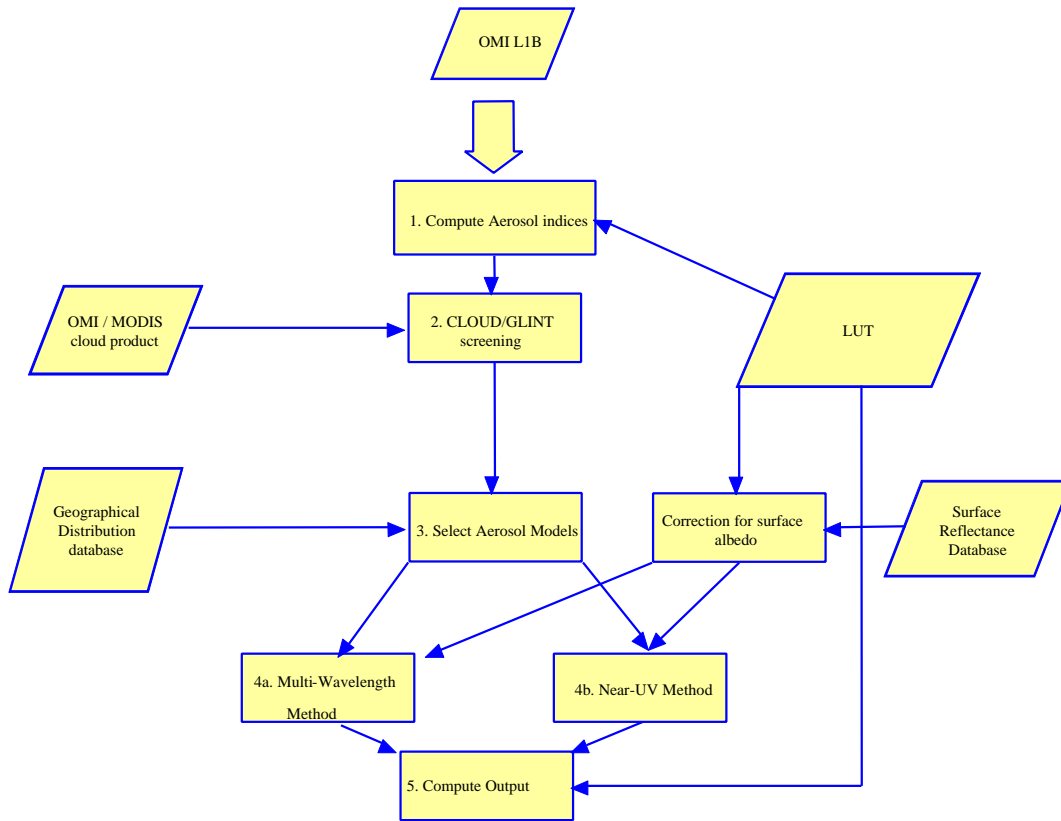 OMI L1B
1. Compute Aerosol indices
OMI / MODIS
cloud product
2. CLOUD/GLINT
screening
LUT
Geographical
Distribution
database
3. Select Aerosol Models
Correction for surface
albedo
Surface
Reflectance
Database
4a. Multi-Wavelength
Method
4b. Near-UV Method
5. Compute Output